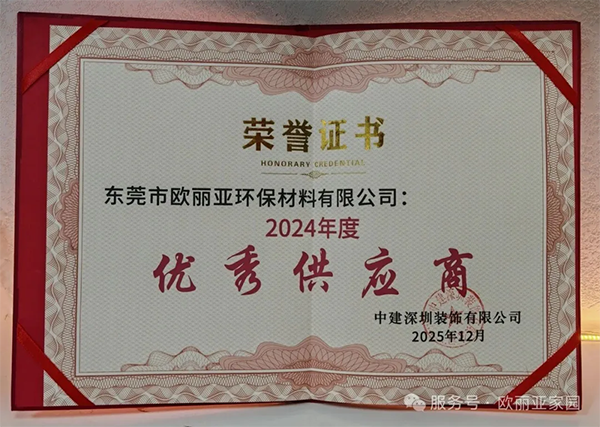 荣誉证书
HONORARY CREDENTIAL
东莞市欧丽亚环保材料有限公司：
2024年度
优秀供应商
中建深圳装饰有限公司
2025年12月
服务号·欧丽亚家园